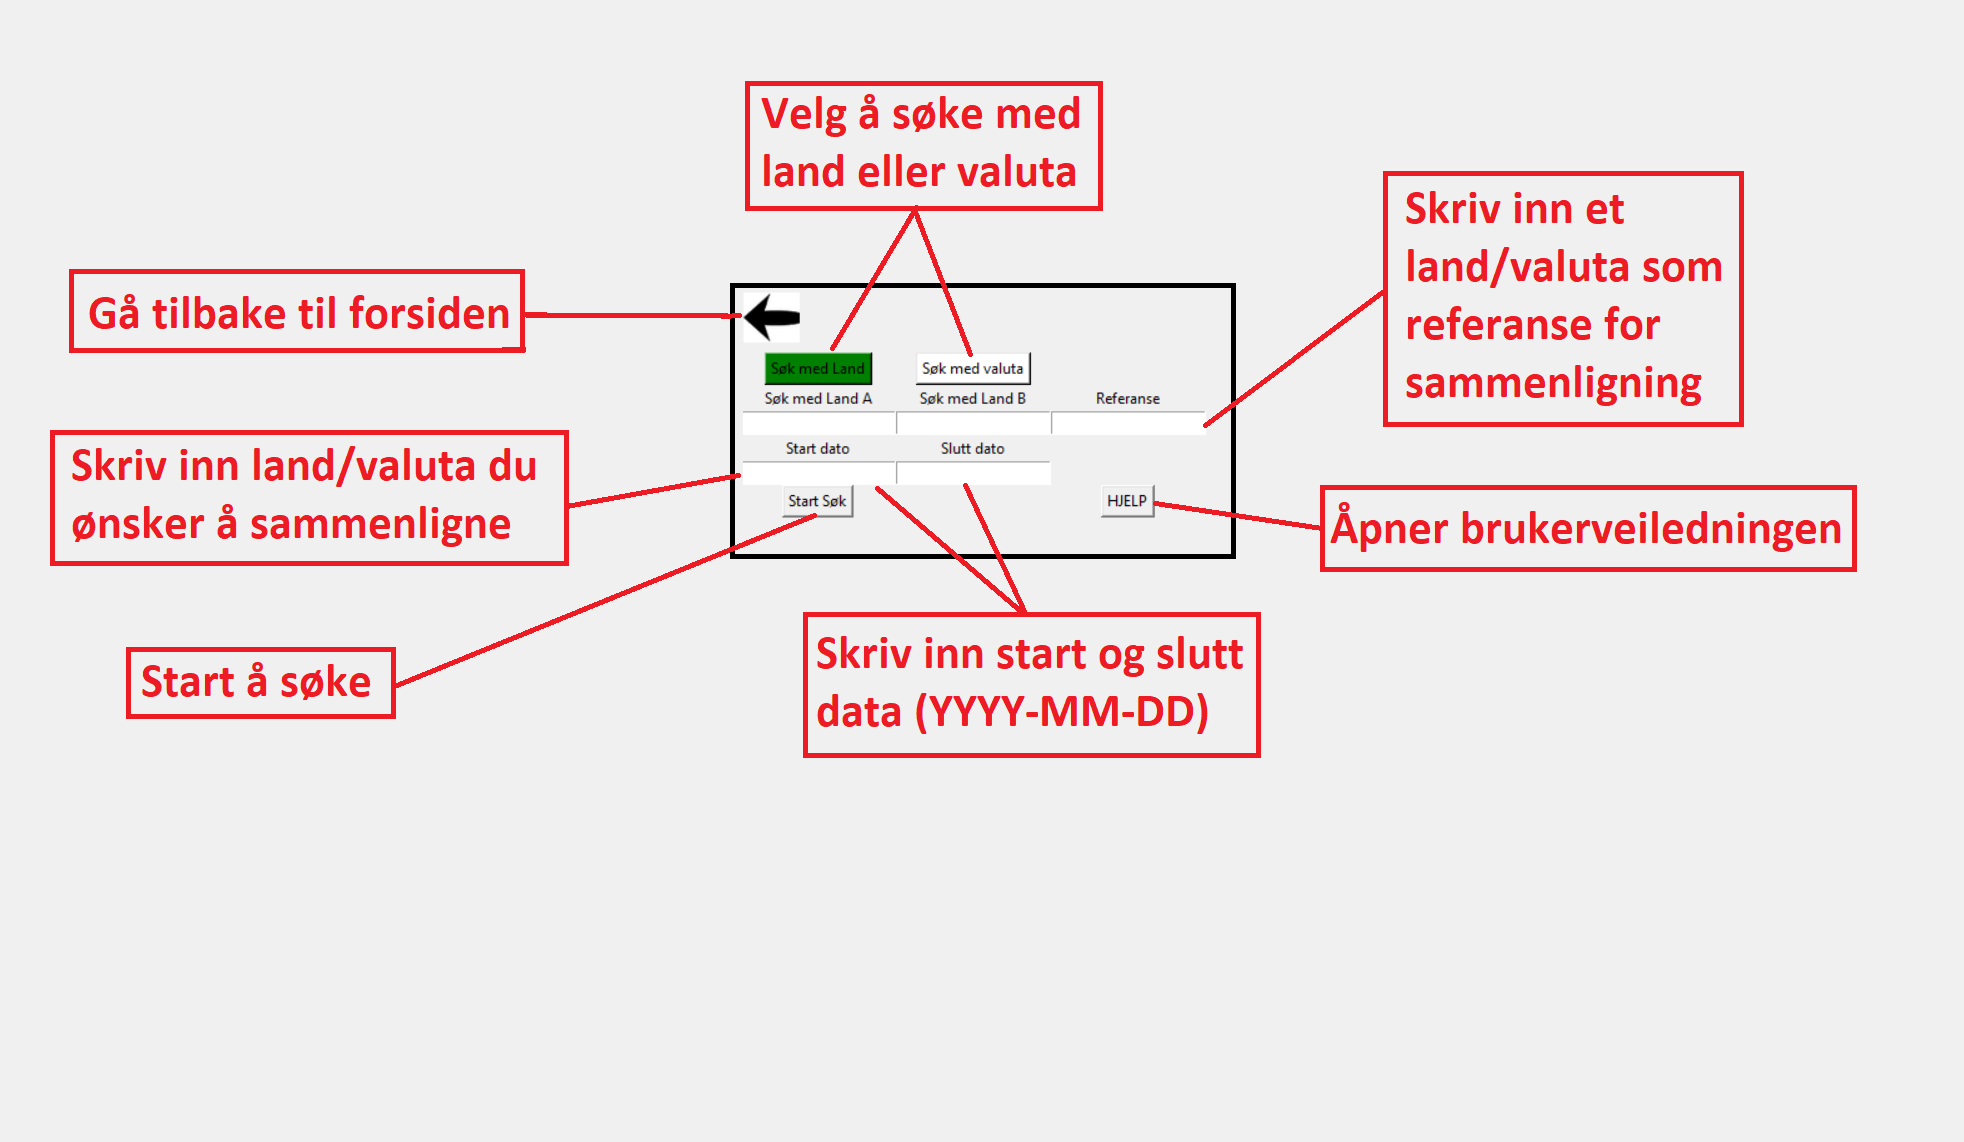 Velg å søke med
land eller valuta
Skriv inn et
land/valuta som
referanse for
sammenligning
Gå tilbake til forsiden
Søk med Land
Søk med valuta
Søk med Land A
Søk med Land B
Referanse
Start dato
Slutt dato
Skriv inn land/valuta du
ønsker å sammenligne
Start Søk
HJELP
Åpner brukerveiledningen
Start å søke
Skriv inn start og slutt
data (YYYY-MM-DD)